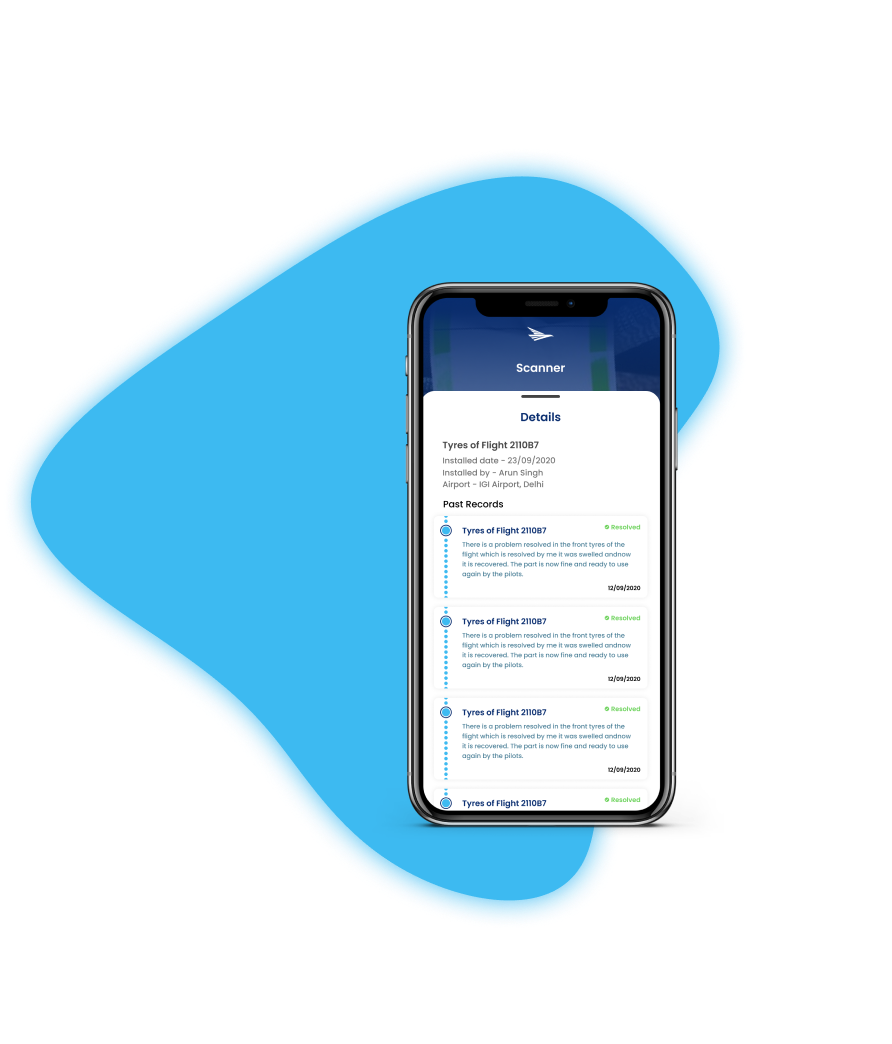 Scanner
Details
Tyres of Flight 2110B7
Installed date - 23/09/2020
Installed by - Arun Singh
Airport - IGI Airport, Delhi
Past Records
Tyres of Flight 2110B7
Resolved
There is a problem resolved in the front tyres of the
flight which is resolved by me it was swelled andnow
it is recovered. The part is now fine and ready to use
again by the pilots.
12/09/2020
Tyres of Flight 2110B7
Resolved
There is a problem resolved in the front tyres of the
flight which is resolved by me it was swelled andnow
it is recovered. The part is now fine and ready to use
again by the pilots.
12/09/2020
Tyres of Flight 2110B7
Resolved
There is a problem resolved in the front tyres of the
flight which is resolved by me it was swelled andnow
it is recovered. The part is now fine and ready to use
again by the pilots.
12/09/2020
Tyres of Flight 2110B7
Resolved